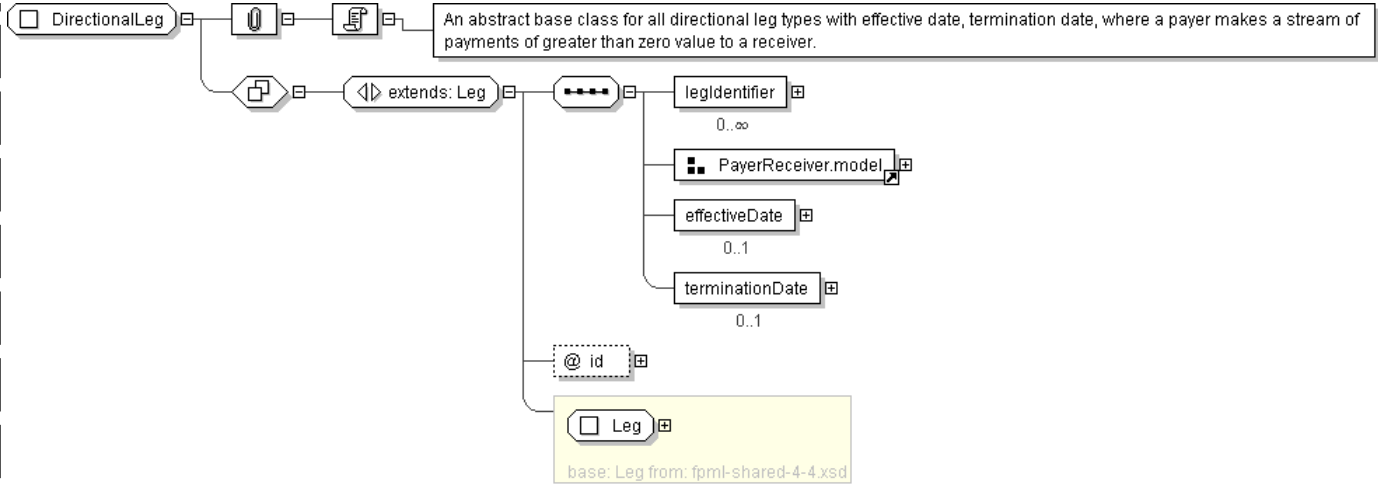 DirectionalLeg
An abstract base class for all directional leg types with effective date, termination date, where a payer makes a stream of
payments of greater than zero value to a receiver.
extends: Leg
legIdentifier
0..∞
PayerReceiver.model
effectiveDate
0..1
terminationDate
0..1
@ id
Leg
base: Leg from: fpml-shared-4-4.xsd